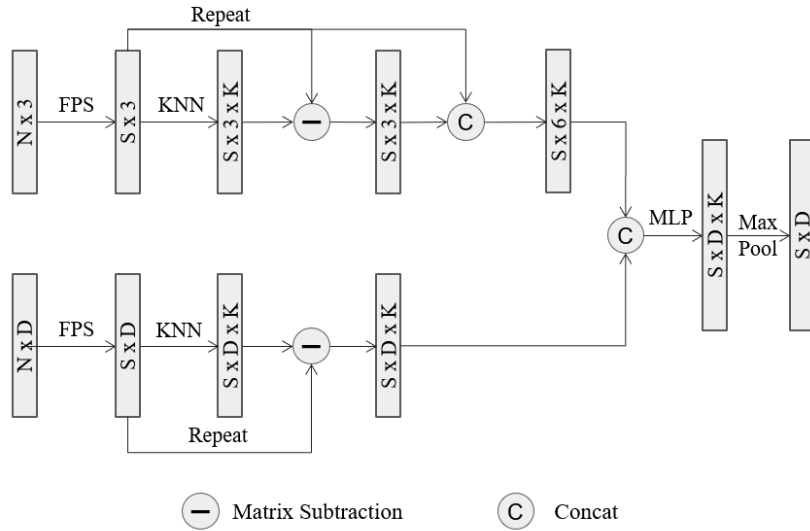 Repeat
N x 3
FPS
S x 3
KNN
S x 3 x K
S x 3 x K
C
S x 6 x K
C
MLP
S x D x K
Max
Pool
S x D
N x D
FPS
S x D
KNN
S x D x K
S x D x K
Repeat
Matrix Subtraction
C
Concat